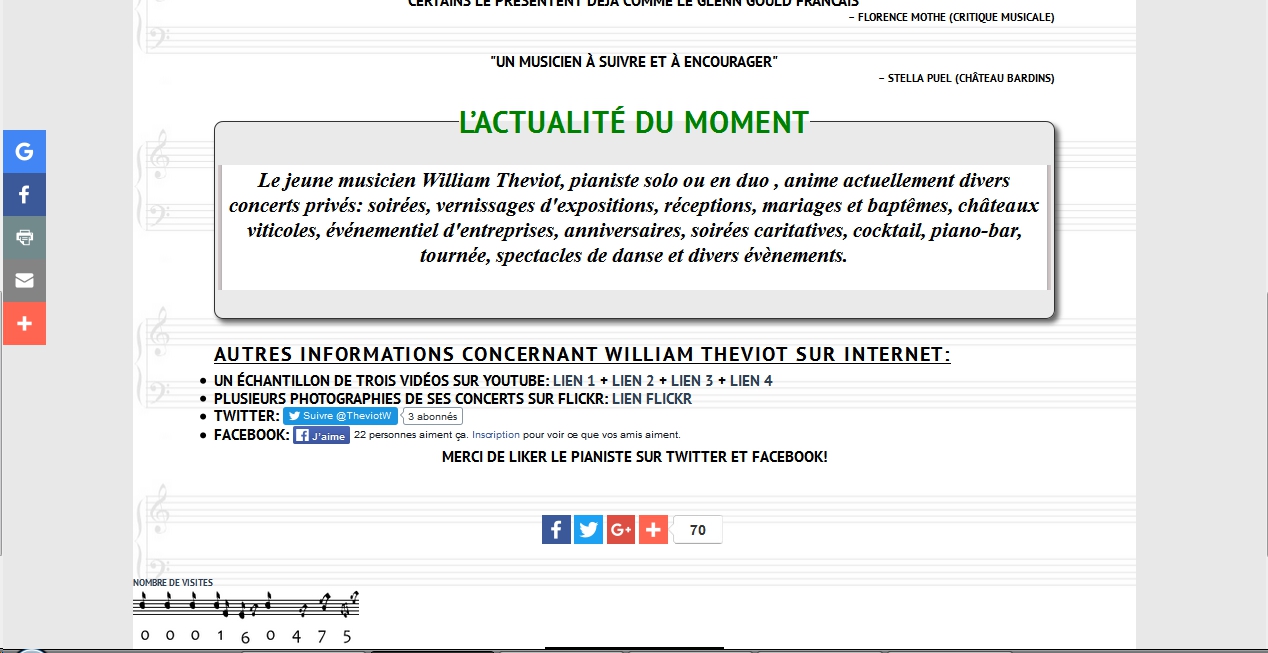 CERTAINS LE PRÉSENTENT DÉJÀ COMME LE GLENN GOULD FRANÇAIS
– FLORENCE MOTHE (CRITIQUE MUSICALE)
"UN MUSICIEN À SUIVRE ET À ENCOURAGER"
– STELLA PUEL (CHÂTEAU BARDINS)
L'ACTUALITÉ DU MOMENT
Le jeune musicien William Theviot, pianiste solo ou en duo , anime actuellement divers
concerts privés: soirées, vernissages d'expositions, réceptions, mariages et baptêmes, châteaux
viticoles, événementiel d'entreprises, anniversaires, soirées caritatives, cocktail, piano-bar,
tournée, spectacles de danse et divers évènements.
AUTRES INFORMATIONS CONCERNANT WILLIAM THEVIOT SUR INTERNET:
• UN ÉCHANTILLON DE TROIS VIDÉOS SUR YOUTUBE: LIEN 1 + LIEN 2 + LIEN 3 + LIEN 4
• PLUSIEURS PHOTOGRAPHIES DE SES CONCERTS SUR FLICKR: LIEN FLICKR
• TWITTER: Suivre @TheviotW 3 abonnés
• FACEBOOK: J'aime 22 personnes aiment ça. Inscription pour voir ce que vos amis aiment.
MERCI DE LIKER LE PIANISTE SUR TWITTER ET FACEBOOK!
70
NOMBRE DE VISITES
0 0 0 1 6 0 4 7 5